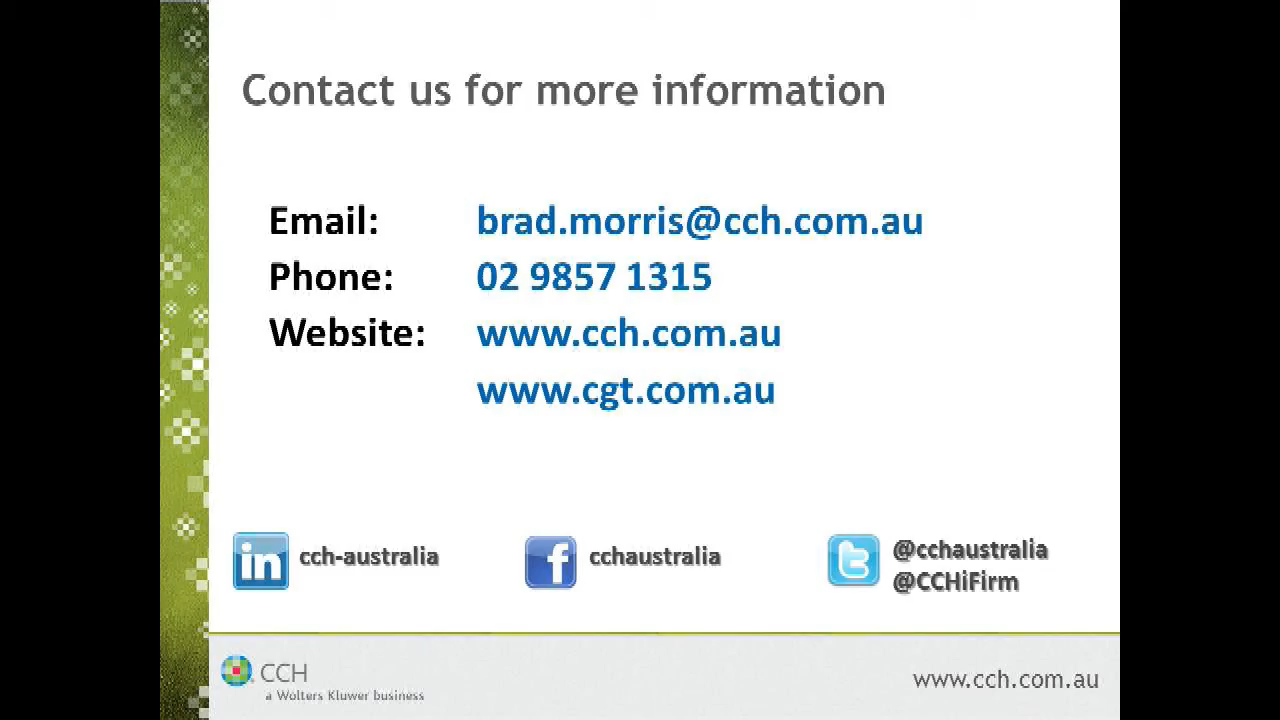 Contact us for more information
Email: brad.morris@cch.com.au
Phone: 02 9857 1315
Website: www.cch.com.au
www.cgt.com.au
in cch-australia
f cchaustralia
t @cchaustralia
@CCHiFirm
CCH
a Wolters Kluwer business
www.cch.com.au